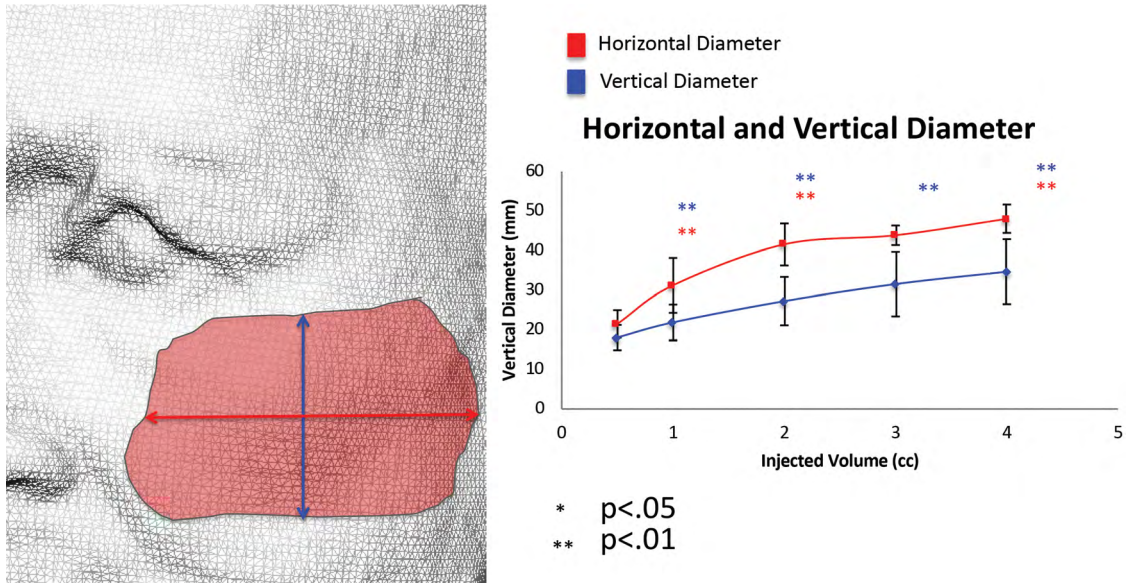 Horizontal Diameter
Vertical Diameter
Horizontal and Vertical Diameter
Vertical Diameter (mm)
60
50
40
30
20
10
0
** ** ** **
** ** **
0 1 2 3 4 5
Injected Volume (cc)
* p<.05
** p<.01